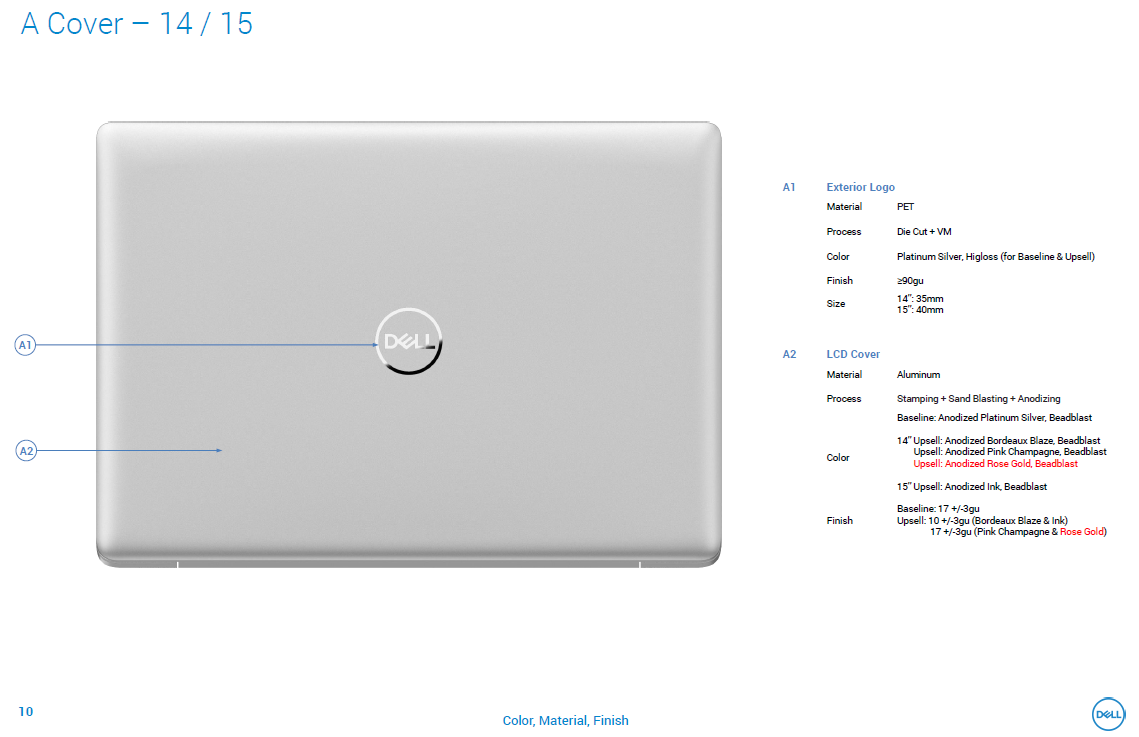 A Cover – 14 / 15
A1 Exterior Logo
Material PET
Process Die Cut + VM
Color Platinum Silver, Higloss (for Baseline & Upsell)
Finish ≥90gu
Size 14”: 35mm
15”: 40mm
DELL
A1
A2 LCD Cover
Material Aluminum
Process Stamping + Sand Blasting + Anodizing
Color Baseline: Anodized Platinum Silver, Beadblast
14” Upsell: Anodized Bordeaux Blaze, Beadblast
Upsell: Anodized Pink Champagne, Beadblast
Upsell: Anodized Rose Gold, Beadblast
15” Upsell: Anodized Ink, Beadblast
A2
Finish Baseline: 17 +/-3gu
Upsell: 10 +/-3gu (Bordeaux Blaze & Ink)
17 +/-3gu (Pink Champagne & Rose Gold)
10
Color, Material, Finish
DELL